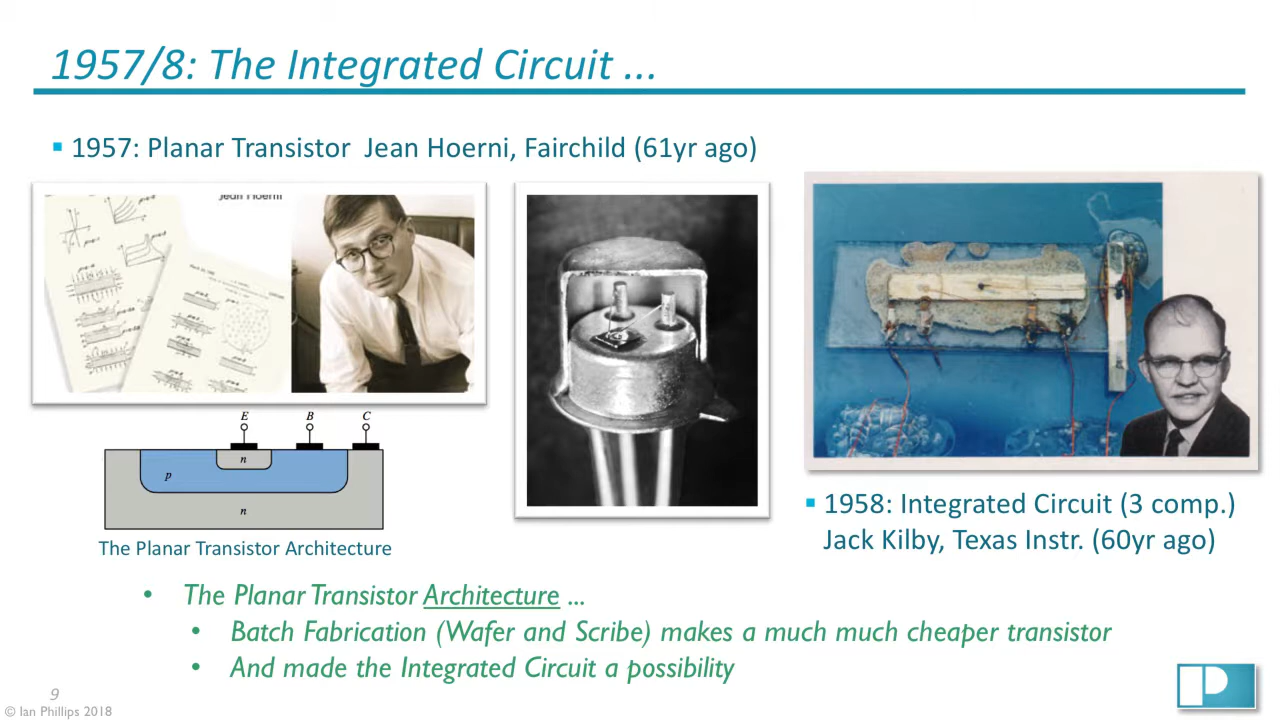 1957/8: The Integrated Circuit ...
▪ 1957: Planar Transistor Jean Hoerni, Fairchild (61yr ago)
Jean Hoerni
E B C
n
p
n
The Planar Transistor Architecture
▪ 1958: Integrated Circuit (3 comp.)
Jack Kilby, Texas Instr. (60yr ago)
• The Planar Transistor Architecture ...
• Batch Fabrication (Wafer and Scribe) makes a much much cheaper transistor
• And made the Integrated Circuit a possibility
9
© Ian Phillips 2018
P